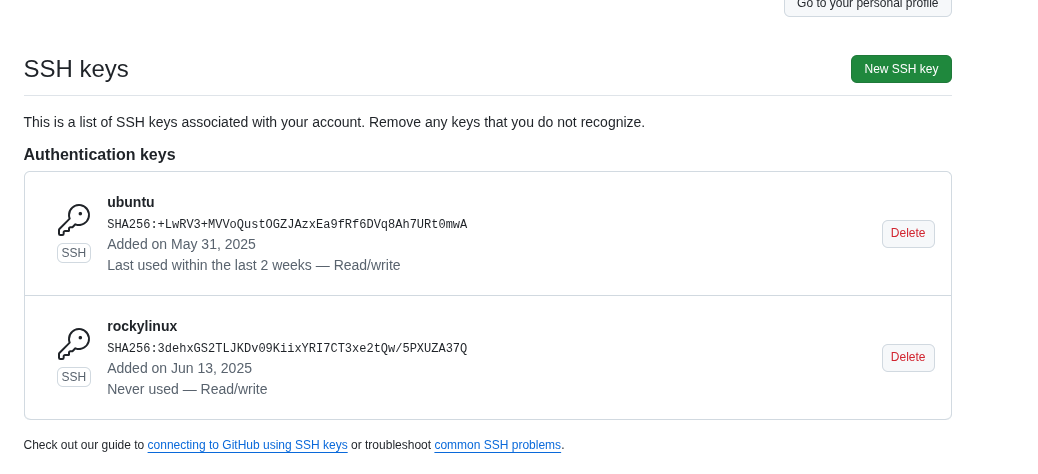 Go to your personal profile
SSH keys
New SSH key
This is a list of SSH keys associated with your account. Remove any keys that you do not recognize.
Authentication keys
ubuntu
SHA256:+LwRV3+MVVoQustOGZJAzxEa9fRf6DVq8Ah7URt0mwA
Added on May 31, 2025
Last used within the last 2 weeks — Read/write
SSH
Delete
rockylinux
SHA256:3dehxGS2TLJKDv09KiixYRI7CT3xe2tQw/5PXUZA37Q
Added on Jun 13, 2025
Never used — Read/write
SSH
Delete
Check out our guide to connecting to GitHub using SSH keys or troubleshoot common SSH problems.